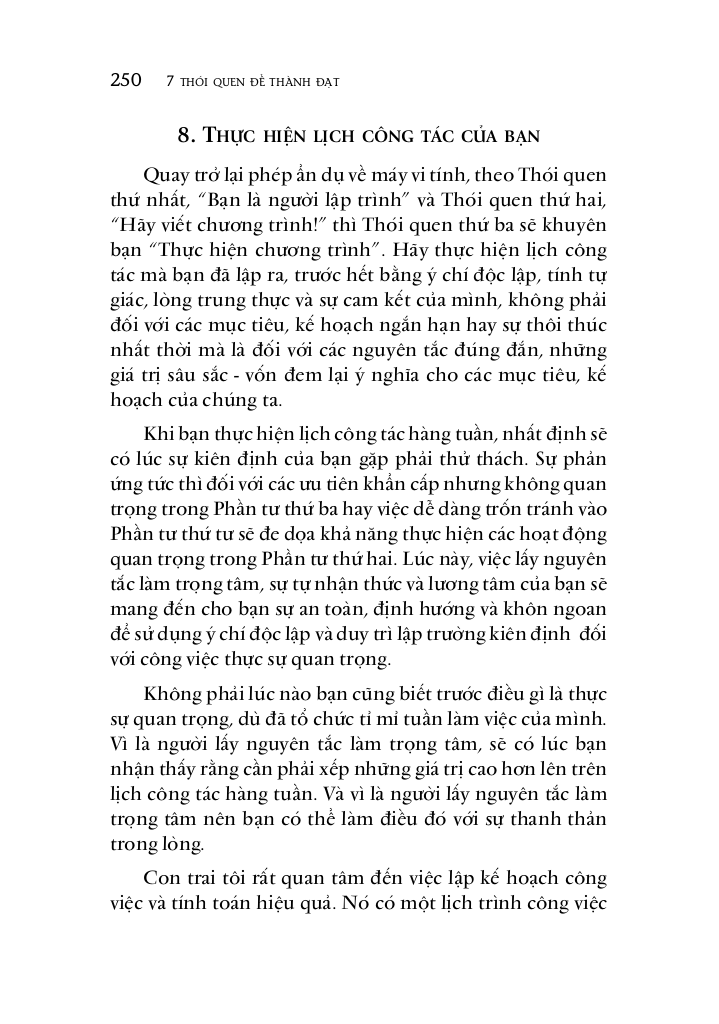 250 7 THÓI QUEN ĐỂ THÀNH ĐẠT
8. THỰC HIỆN LỊCH CÔNG TÁC CỦA BẠN
Quay trở lại phép ẩn dụ về máy vi tính, theo Thói quen
thứ nhất, “Bạn là người lập trình” và Thói quen thứ hai,
“Hãy viết chương trình!” thì Thói quen thứ ba sẽ khuyên
bạn “Thực hiện chương trình”. Hãy thực hiện lịch công
tác mà bạn đã lập ra, trước hết bằng ý chí độc lập, tính tự
giác, lòng trung thực và sự cam kết của mình, không phải
đối với các mục tiêu, kế hoạch ngắn hạn hay sự thôi thúc
nhất thời mà là đối với các nguyên tắc đúng đắn, những
giá trị sâu sắc - vốn đem lại ý nghĩa cho các mục tiêu, kế
hoạch của chúng ta.
Khi bạn thực hiện lịch công tác hàng tuần, nhất định sẽ
có lúc sự kiên định của bạn gặp phải thử thách. Sự phản
ứng tức thì đối với các ưu tiên khẩn cấp nhưng không quan
trọng trong Phần tư thứ ba hay việc dễ dàng trốn tránh vào
Phần tư thứ tư sẽ đe dọa khả năng thực hiện các hoạt động
quan trọng trong Phần tư thứ hai. Lúc này, việc lấy nguyên
tắc làm trọng tâm, sự tự nhận thức và lương tâm của bạn sẽ
mang đến cho bạn sự an toàn, định hướng và khôn ngoan
để sử dụng ý chí độc lập và duy trì lập trường kiên định đối
với công việc thực sự quan trọng.
Không phải lúc nào bạn cũng biết trước điều gì là thực
sự quan trọng, dù đã tổ chức tỉ mỉ tuần làm việc của mình.
Vì là người lấy nguyên tắc làm trọng tâm, sẽ có lúc bạn
nhận thấy rằng cần phải xếp những giá trị cao hơn lên trên
lịch công tác hàng tuần. Và vì là người lấy nguyên tắc làm
trọng tâm nên bạn có thể làm điều đó với sự thanh thản
trong lòng.
Con trai tôi rất quan tâm đến việc lập kế hoạch công
việc và tính toán hiệu quả. Nó có một lịch trình công việc